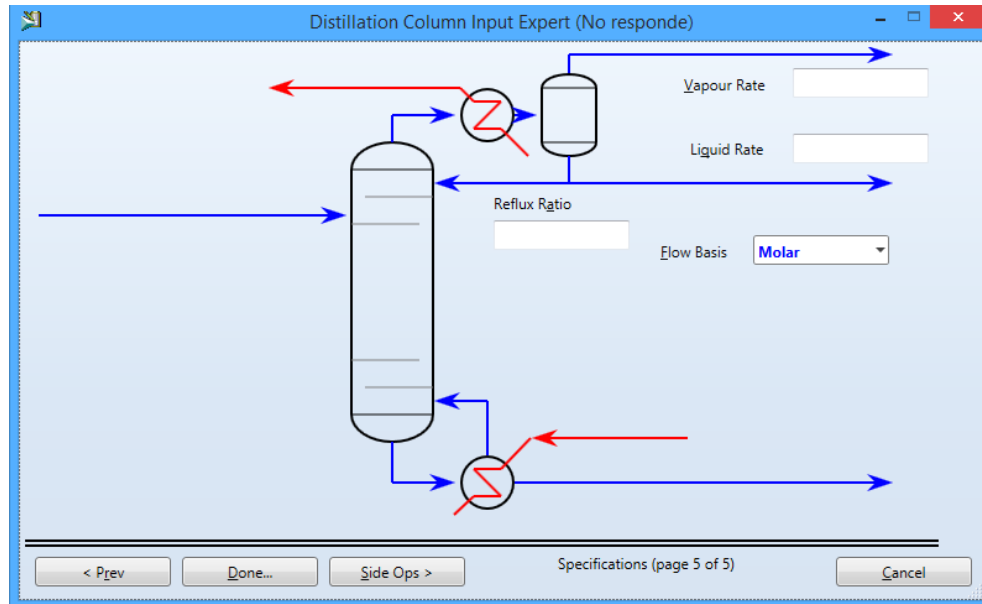 Distillation Column Input Expert (No responde)
Vapour Rate
Liquid Rate
Reflux Ratio
Flow Basis
Molar
< Prev
Done...
Side Ops >
Specifications (page 5 of 5)
Cancel